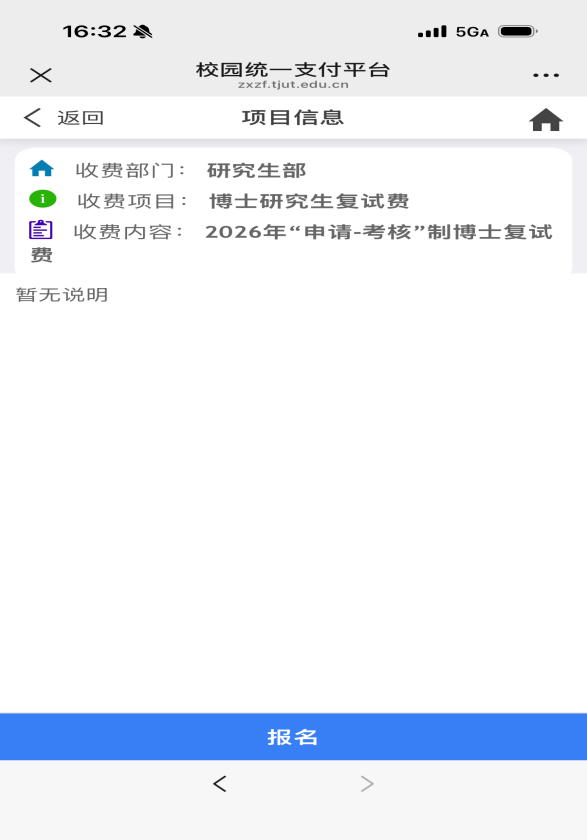 16:32
5GA
校园统一支付平台
zxzf.tjut.edu.cn
返回
项目信息
收费部门： 研究生部
收费项目： 博士研究生复试费
收费内容： 2026年“申请-考核”制博士复试
费
暂无说明
报名